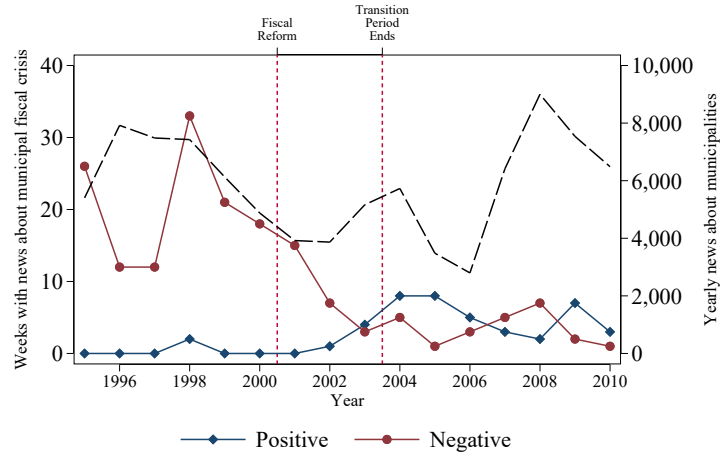 Fiscal
Reform
Transition
Period
Ends
Weeks with news about municipal fiscal crisis
40
30
20
10
0
10,000
8,000
6,000
4,000
2,000
0
Yearly news about municipalities
1996 1998 2000 2002 2004 2006 2008 2010
Year
Positive Negative